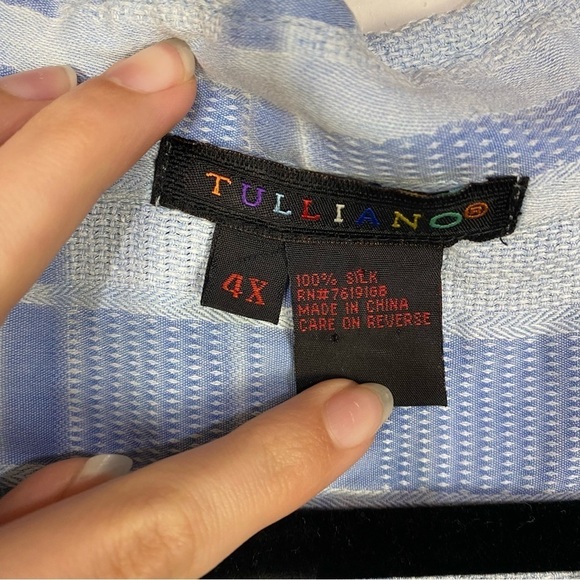 TULLIANO®
4X
100% SILK
RN#76191GB
MADE IN CHINA
CARE ON REVERSE